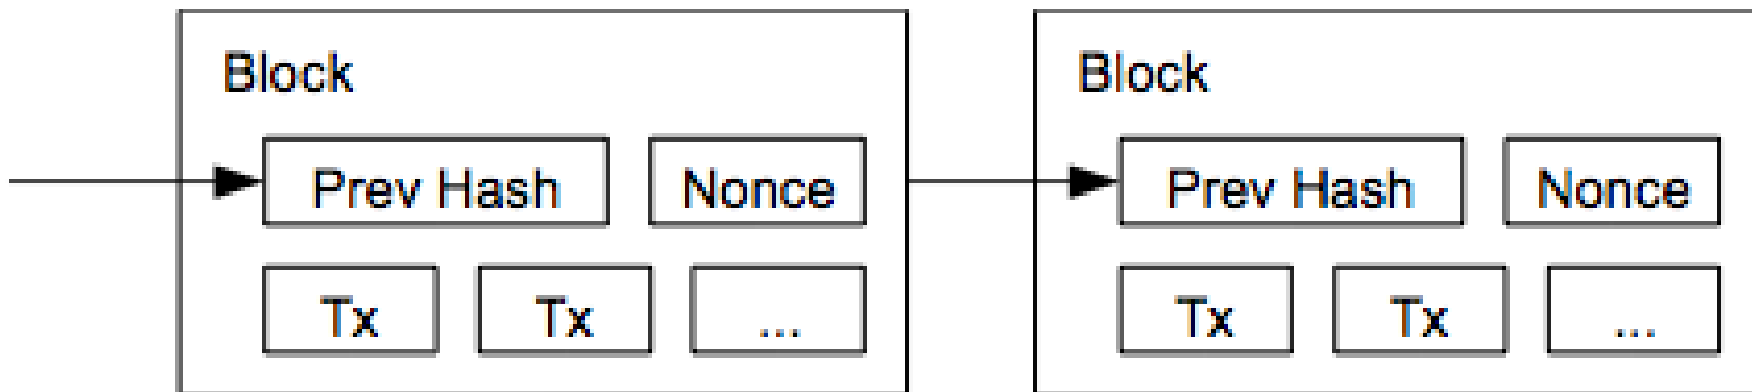 Block Block
Prev Hash Nonce Prev Hash Nonce
Tx Tx ... Tx Tx ...